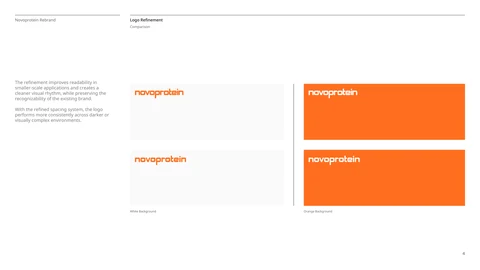 Novoprotein Rebrand
Logo Refinement
Comparison
The refinement improves readability in
smaller-scale applications and creates a
cleaner visual rhythm, while preserving the
recognizability of the existing brand.
With the refined spacing system, the logo
performs more consistently across darker or
visually complex environments.
novoprotein
novoprotein
novoprotein
novoprotein
White Background
Orange Background